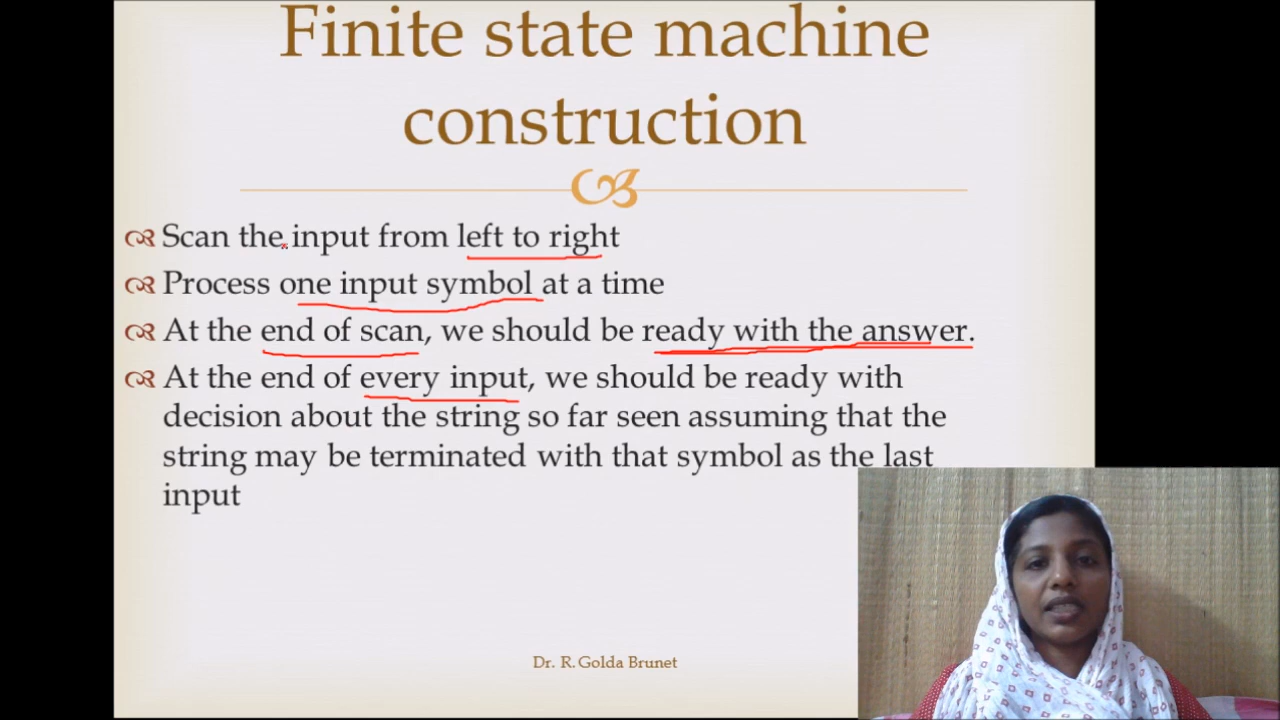 Finite state machine
construction
Scan the input from left to right
Process one input symbol at a time
At the end of scan, we should be ready with the answer.
At the end of every input, we should be ready with
decision about the string so far seen assuming that the
string may be terminated with that symbol as the last
input
Dr. R. Golda Brunet